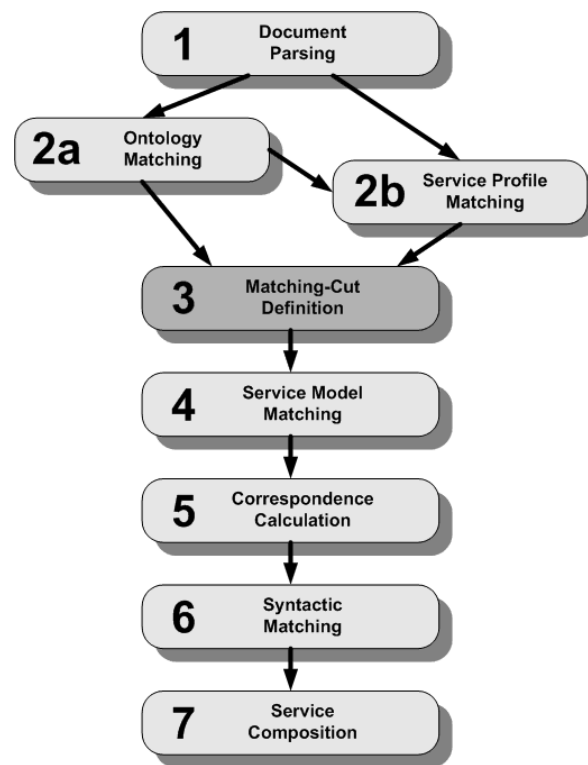 1
Document
Parsing
2a
Ontology
Matching
2b
Service Profile
Matching
3
Matching-Cut
Definition
4
Service Model
Matching
5
Correspondence
Calculation
6
Syntactic
Matching
7
Service
Composition